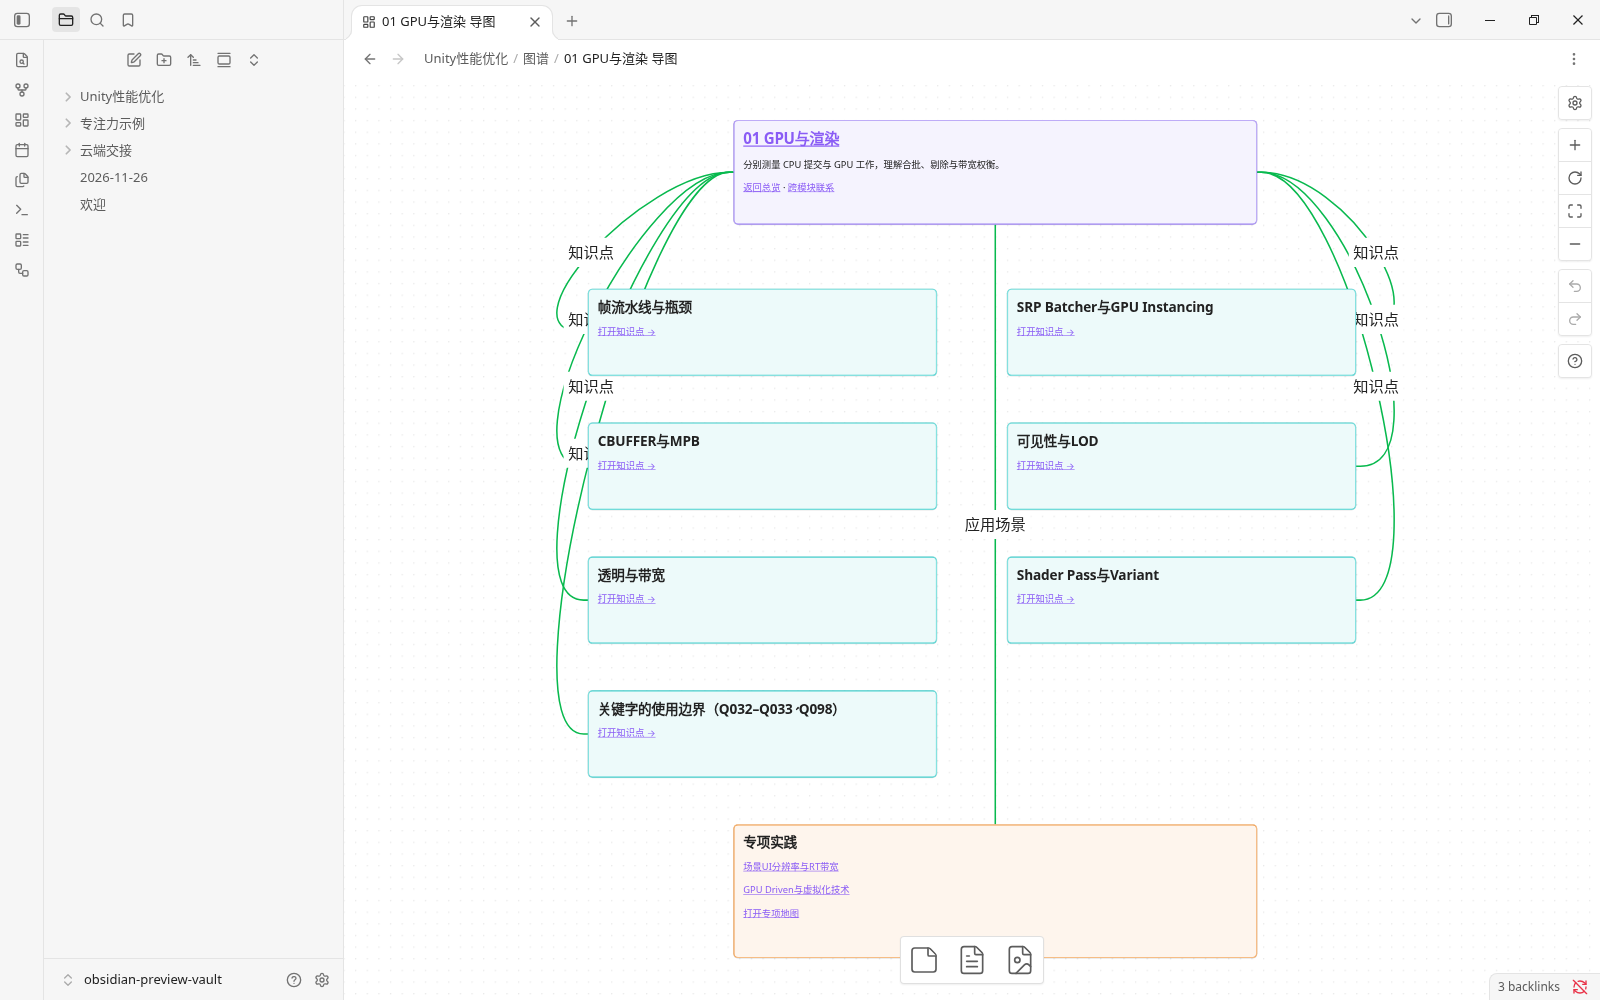 01 GPU与渲染 导图
Unity性能优化 / 图谱 / 01 GPU与渲染 导图
Unity性能优化
专注力示例
云端交接
2026-11-26
欢迎
01 GPU与渲染
分别测量 CPU 提交与 GPU 工作，理解合批、剔除与带宽权衡。
返回总览 · 跨模块联系
知识点
知识点
帧流水线与瓶颈
打开知识点 →
SRP Batcher与GPU Instancing
打开知识点 →
知
知识点
知识点
知识点
CBUFFER与MPB
打开知识点 →
可见性与LOD
打开知识点 →
知
应用场景
透明与带宽
打开知识点 →
Shader Pass与Variant
打开知识点 →
关键字的使用边界（Q032–Q033、Q098）
打开知识点 →
专项实践
场景UI分辨率与RT带宽
GPU Driven与虚拟化技术
打开专项地图
obsidian-preview-vault
3 backlinks